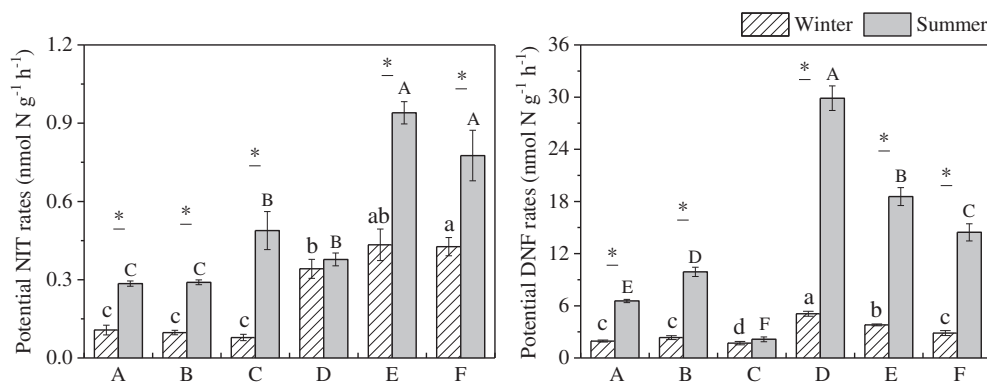 Winter Summer
Potential NIT rates (nmol N g⁻¹ h⁻¹)
1.2
0.9
0.6
0.3
0.0
* * * * *
c C c C c B b B ab A a A
A B C D E F
Potential DNF rates (nmol N g⁻¹ h⁻¹)
36
30
24
18
12
6
0
* * * * *
c E c D d F a A b B c C
A B C D E F